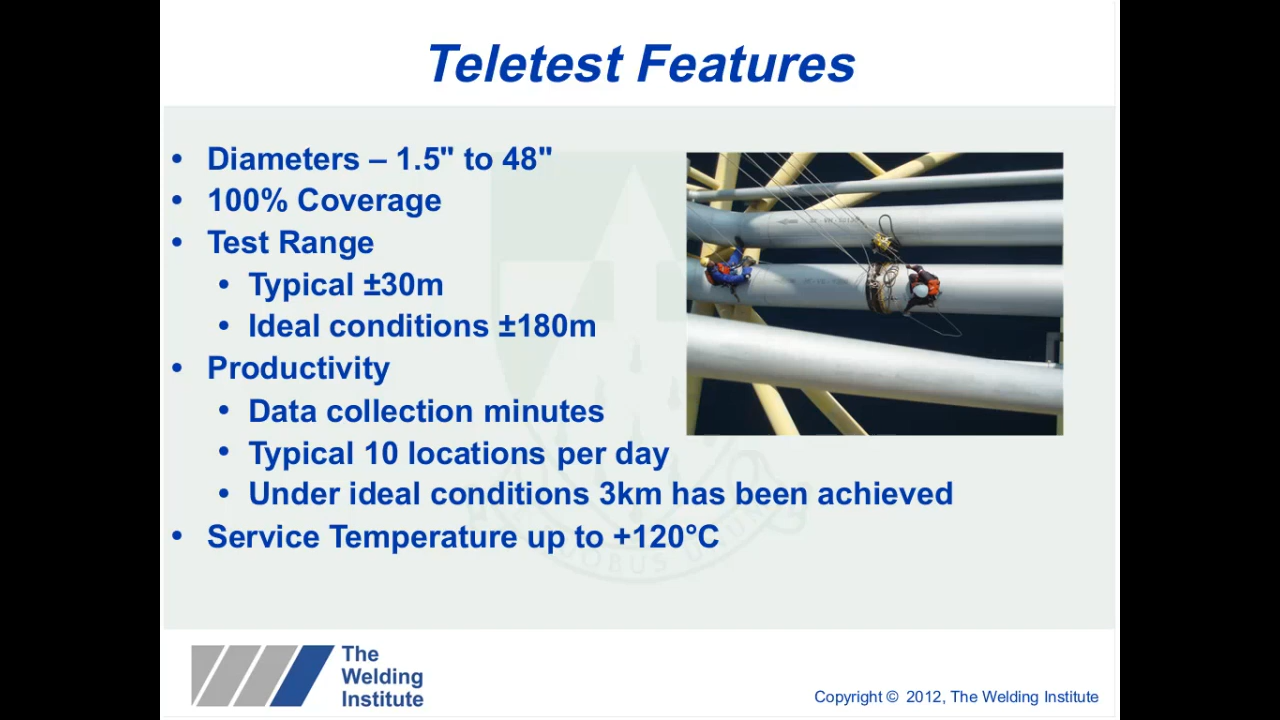 Teletest Features
• Diameters – 1.5" to 48"
• 100% Coverage
• Test Range
• Typical ±30m
• Ideal conditions ±180m
• Productivity
• Data collection minutes
• Typical 10 locations per day
• Under ideal conditions 3km has been achieved
• Service Temperature up to +120°C
The
Welding
Institute
Copyright © 2012, The Welding Institute